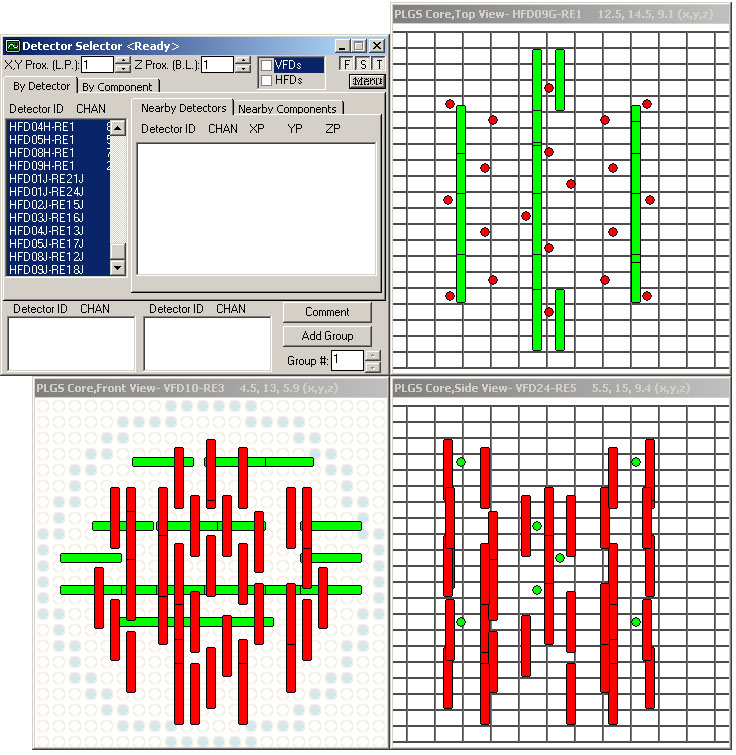 PLGS Core,Top View- HFD09G-RE1 12.5, 14.5, 9.1 (x,y,z)
Detector Selector <Ready>
X,Y Prox. (L.P.) 1 Z Prox. (B.L.) 1 VFDs F S T
HFDs Menu
By Detector By Component
Detector ID CHAN Nearby Detectors Nearby Components
Detector ID CHAN XP YP ZP
HFD04H-RE1
HFD05H-RE1
HFD08H-RE1
HFD09H-RE1
HFD01J-RE21J
HFD01J-RE24J
HFD02J-RE15J
HFD03J-RE16J
HFD04J-RE13J
HFD05J-RE17J
HFD08J-RE12J
HFD09J-RE18J
Detector ID CHAN Detector ID CHAN Comment
Add Group
Group #: 1
PLGS Core,Front View- VFD10-RE3 4.5, 13, 5.9 (x,y,z)
PLGS Core,Side View- VFD24-RE5 5.5, 15, 9.4 (x,y,z)